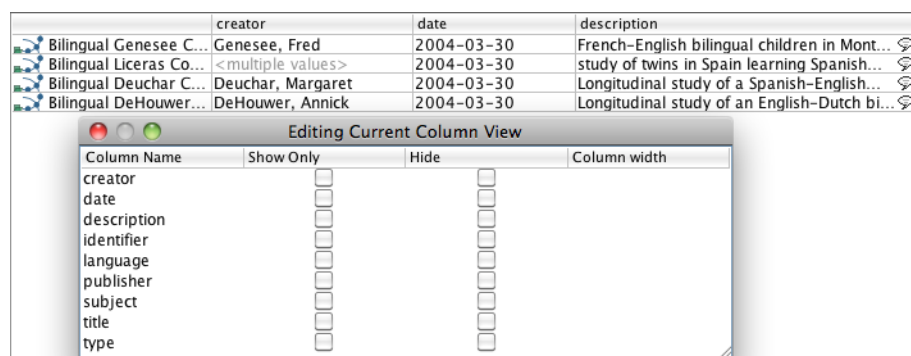 creator date description
Bilingual Genesee C... Genesee, Fred 2004-03-30 French-English bilingual children in Mont...
Bilingual Liceras Co... <multiple values> 2004-03-30 study of twins in Spain learning Spanish...
Bilingual Deuchar C... Deuchar, Margaret 2004-03-30 Longitudinal study of a Spanish-English...
Bilingual DeHouwer... DeHouwer, Annick 2004-03-30 Longitudinal study of an English-Dutch bi...
Editing Current Column View
Column Name Show Only Hide Column width
creator
date
description
identifier
language
publisher
subject
title
type